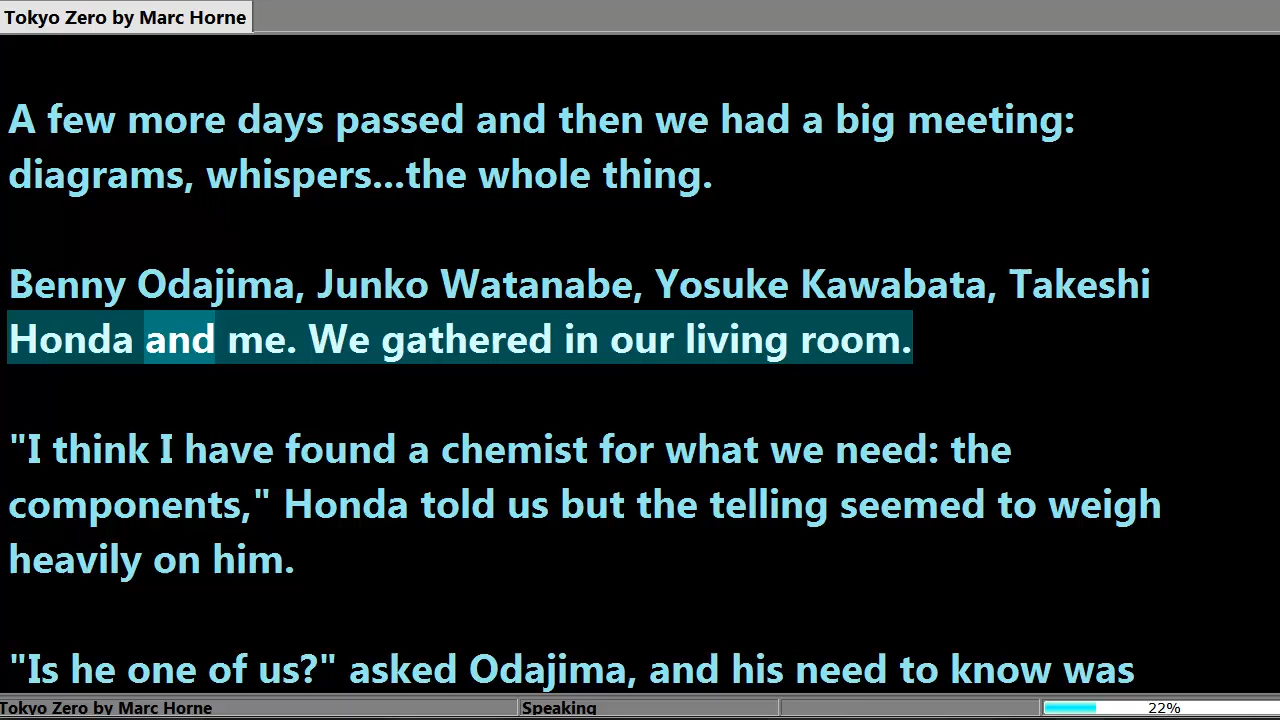 Tokyo Zero by Marc Horne
A few more days passed and then we had a big meeting:
diagrams, whispers...the whole thing.
Benny Odajima, Junko Watanabe, Yosuke Kawabata, Takeshi
Honda and me. We gathered in our living room.
"I think I have found a chemist for what we need: the
components," Honda told us but the telling seemed to weigh
heavily on him.
"Is he one of us?" asked Odajima, and his need to know was
Tokyo Zero by Marc Horne
Speaking
22%